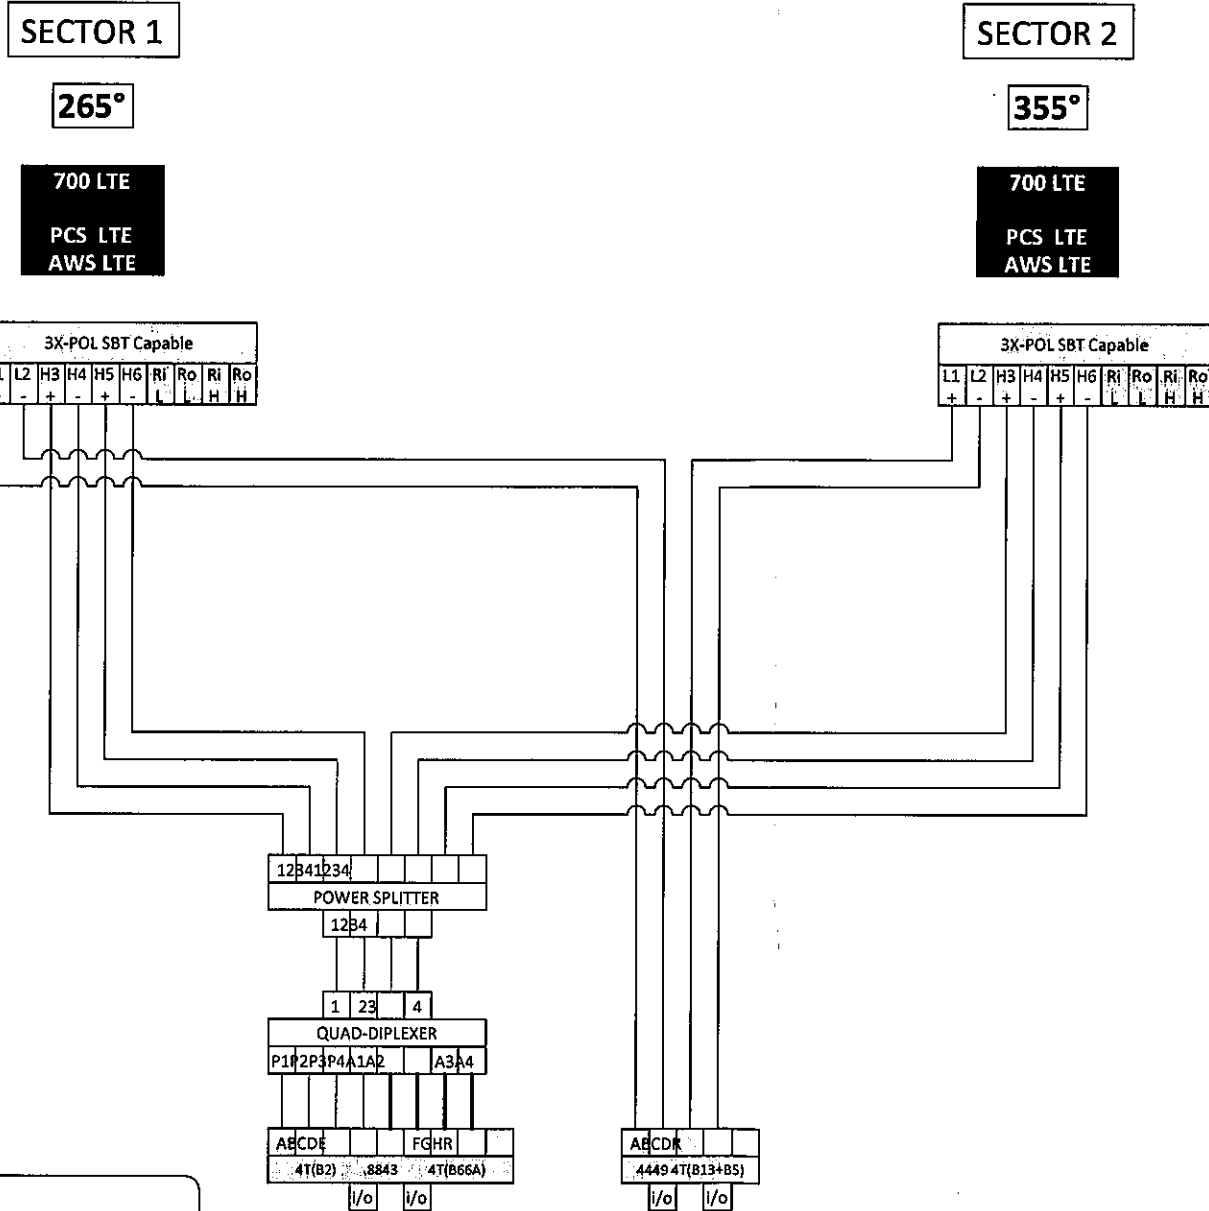 SECTOR 1
SECTOR 2
265°
355°
700 LTE
PCS LTE
AWS LTE
700 LTE
PCS LTE
AWS LTE
3X-POL SBT Capable
3X-POL SBT Capable
L2 H3 H4 H5 H6 Ri Ro Ri Ro
- + - + - L L H H
L1 L2 H3 H4 H5 H6 Ri Ro Ri Ro
+ - + - + - L L H H
12341234
POWER SPLITTER
1234
1 23 4
QUAD-DIPLEXER
P1P2P3P4A1A2 A3A4
ABCDE FGHR
4T(B2) 8843 4T(B66A)
i/o i/o
ABCDR
4449 4T(B13+B5)
i/o i/o